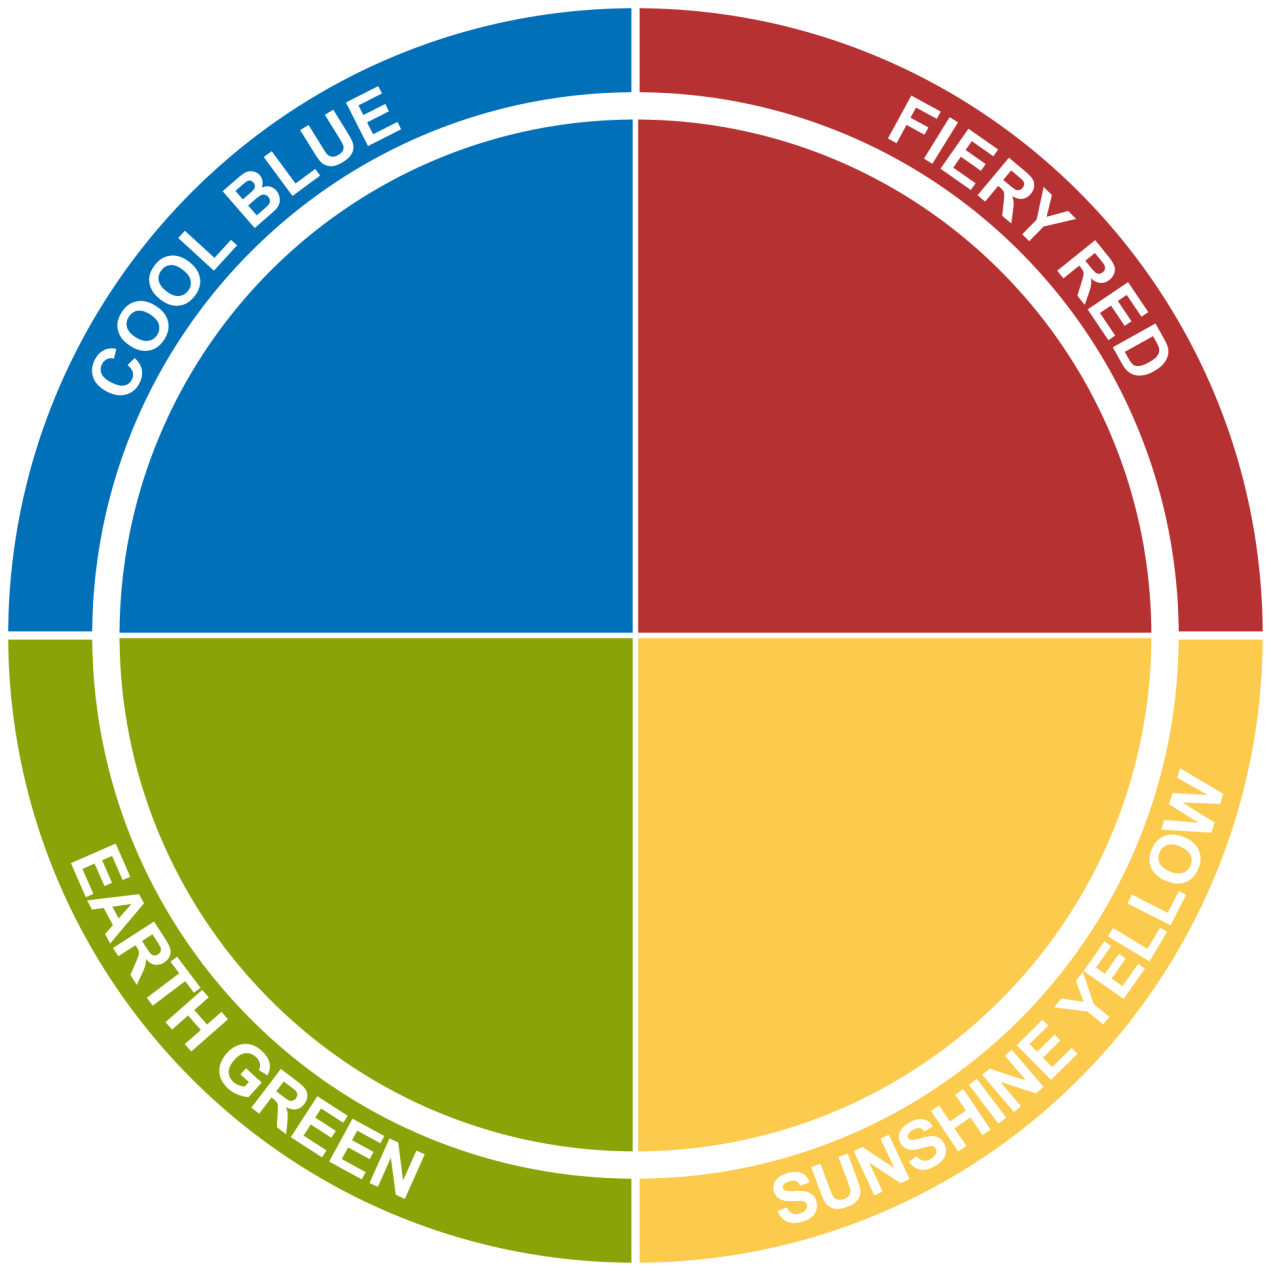 COOL BLUE
FIERY RED
EARTH GREEN
SUNSHINE YELLOW